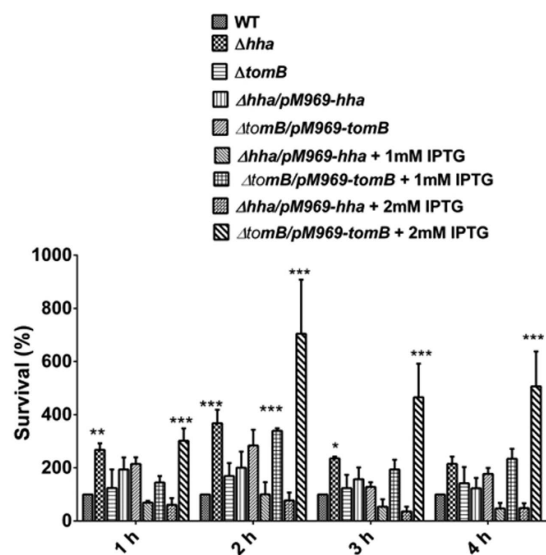 WT
Δhha
ΔtomB
Δhha/pM969-hha
ΔtomB/pM969-tomB
Δhha/pM969-hha + 1mM IPTG
ΔtomB/pM969-tomB + 1mM IPTG
Δhha/pM969-hha + 2mM IPTG
ΔtomB/pM969-tomB + 2mM IPTG
1000
800
600
400
200
0
Survival (%)
**
***
***
***
***
*
***
***
1 h
2 h
3 h
4 h